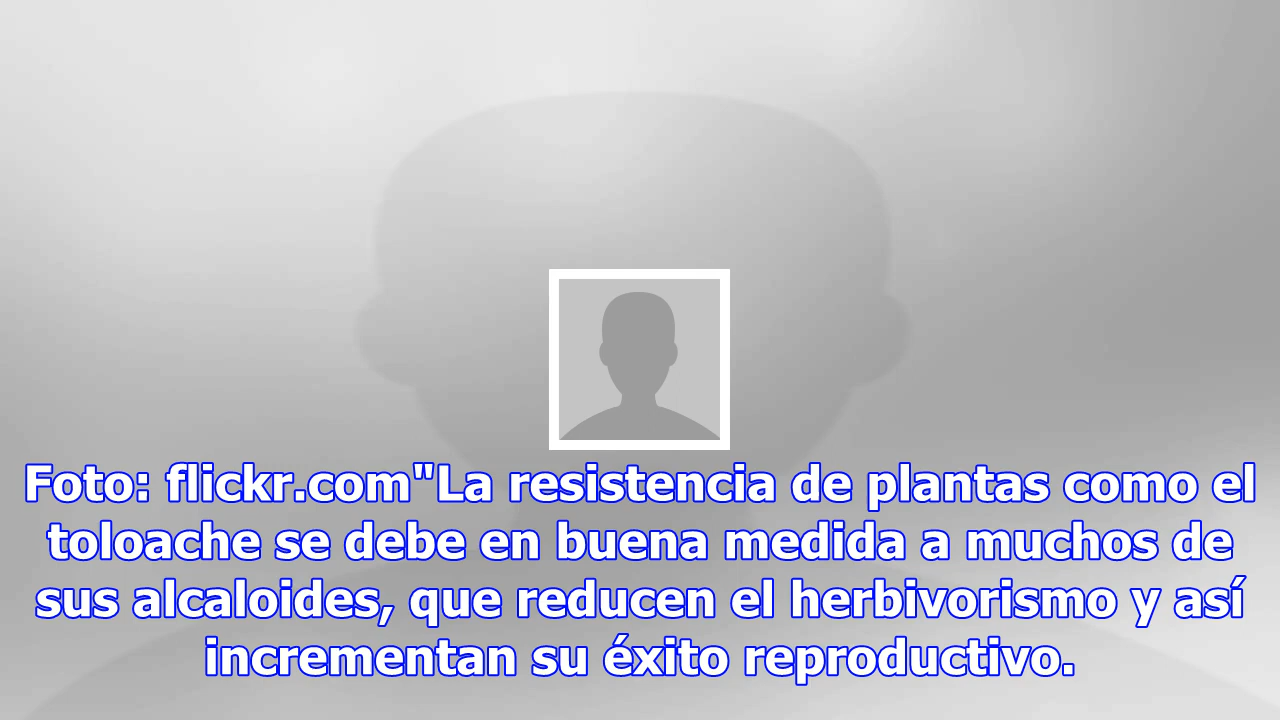 Foto: flickr.com"La resistencia de plantas como el
toloache se debe en buena medida a muchos de
sus alcaloides, que reducen el herbivorismo y así
incrementan su éxito reproductivo.